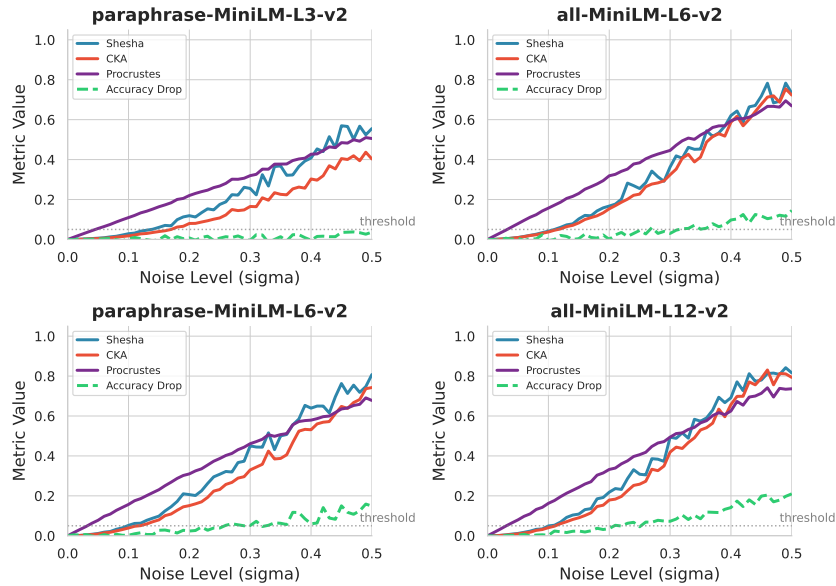 paraphrase-MiniLM-L3-v2
1.0
0.8
0.6
0.4
0.2
0.0
Metric Value
Shesha
CKA
Procrustes
Accuracy Drop
threshold
0.0 0.1 0.2 0.3 0.4 0.5
Noise Level (sigma)
all-MiniLM-L6-v2
1.0
0.8
0.6
0.4
0.2
0.0
Metric Value
Shesha
CKA
Procrustes
Accuracy Drop
threshold
0.0 0.1 0.2 0.3 0.4 0.5
Noise Level (sigma)
paraphrase-MiniLM-L6-v2
1.0
0.8
0.6
0.4
0.2
0.0
Metric Value
Shesha
CKA
Procrustes
Accuracy Drop
threshold
0.0 0.1 0.2 0.3 0.4 0.5
Noise Level (sigma)
all-MiniLM-L12-v2
1.0
0.8
0.6
0.4
0.2
0.0
Metric Value
Shesha
CKA
Procrustes
Accuracy Drop
threshold
0.0 0.1 0.2 0.3 0.4 0.5
Noise Level (sigma)